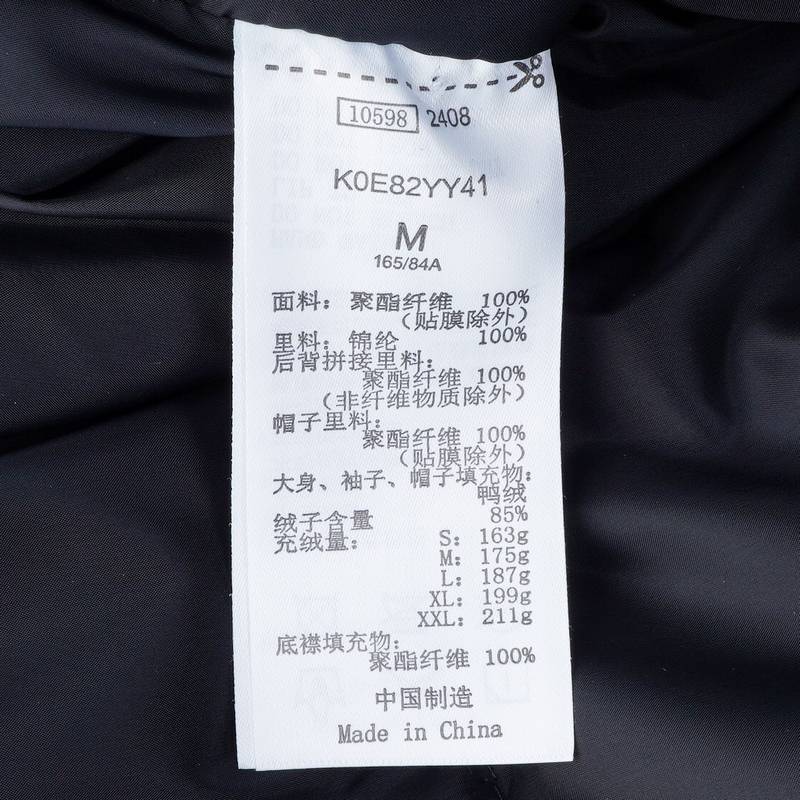 10598 2408
K0E82YY41
M
165/84A
面料：聚酯纤维 100%
（贴膜除外）
里料：锦纶 100%
后背拼接里料：
聚酯纤维 100%
（非纤维物质除外）
帽子里料：
聚酯纤维 100%
（贴膜除外）
大身、袖子、帽子填充物：
鸭绒
绒子含量 85%
充绒量： S: 163g
M: 175g
L: 187g
XL: 199g
XXL: 211g
底襟填充物：
聚酯纤维 100%
中国制造
Made in China